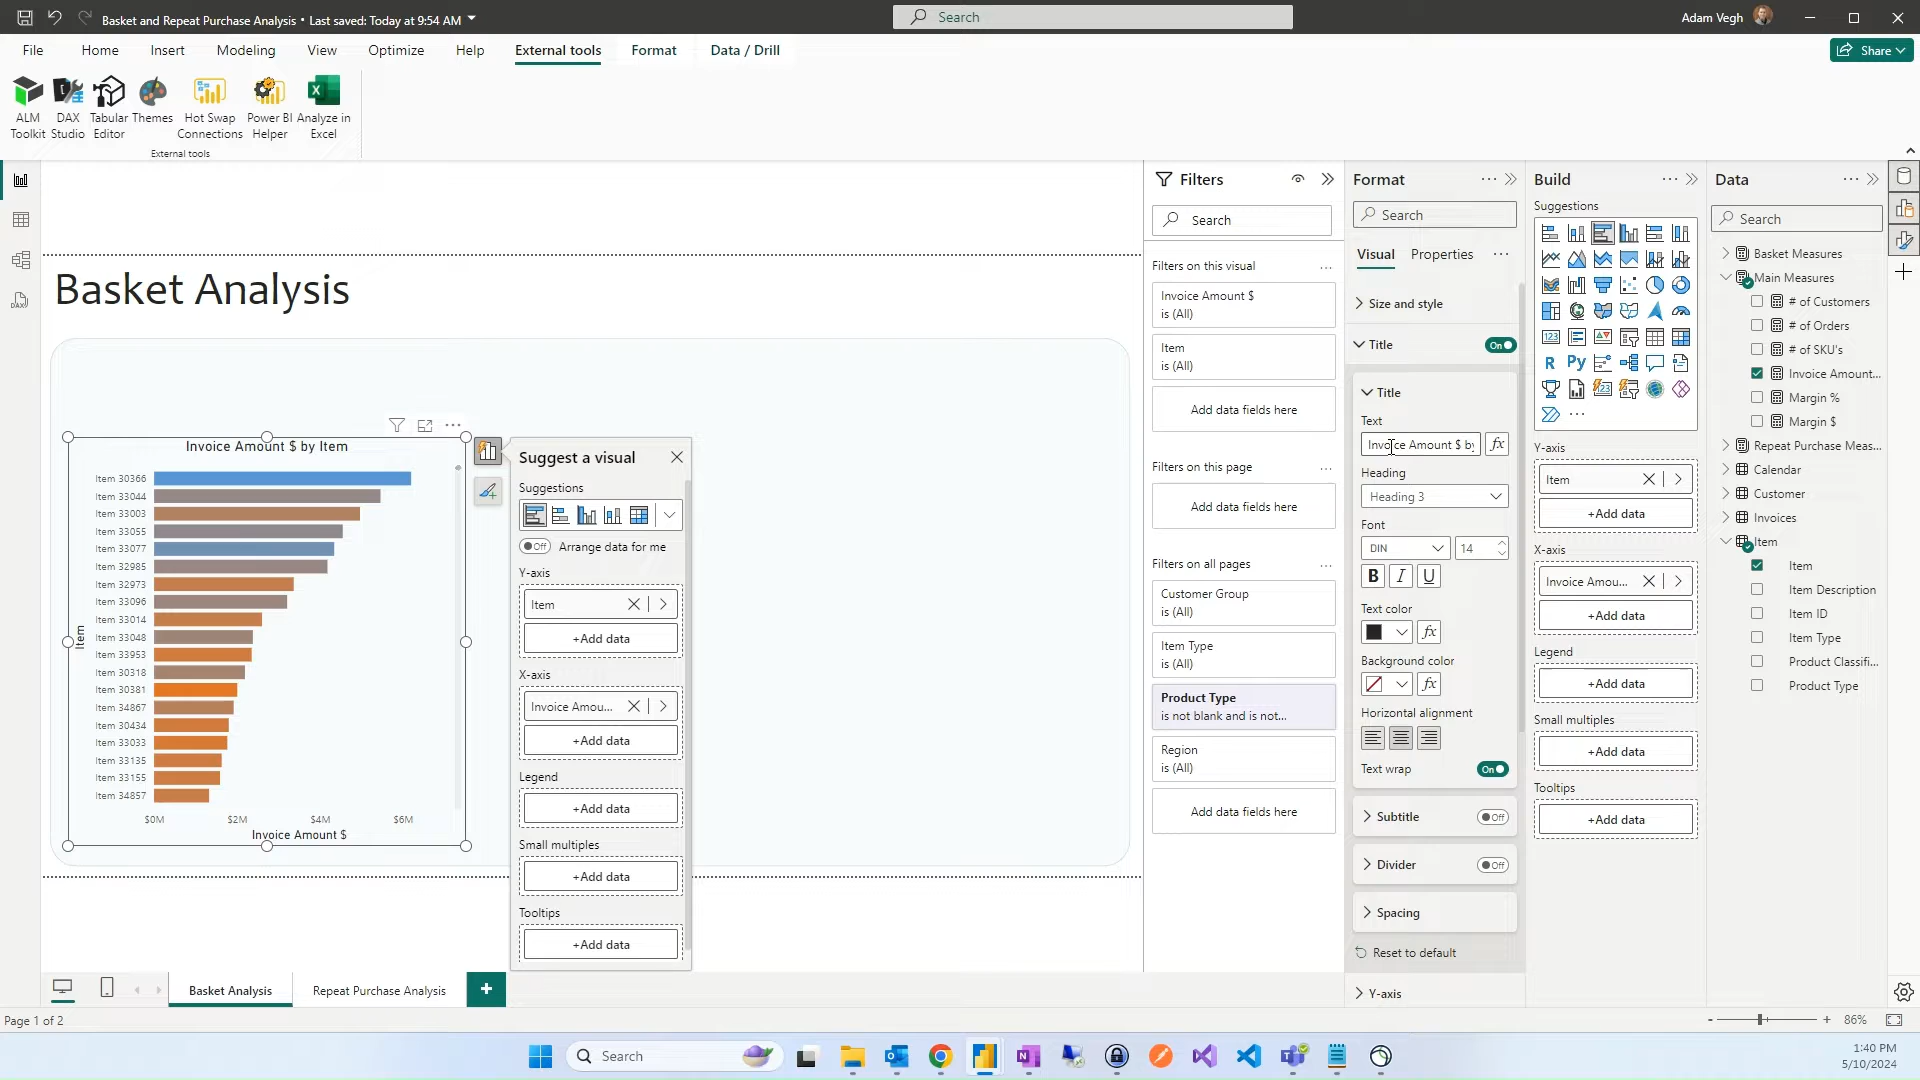 Basket and Repeat Purchase Analysis • Last saved: Today at 9:54 AM
Search
Adam Vegh
File
Home
Insert
Modeling
View
Optimize
Help
External tools
Format
Data / Drill
Share
ALM
Toolkit
DAX
Studio
Tabular
Editor
Themes
Hot Swap
Connections
Power BI
Helper
Analyze in
Excel
External tools
Basket Analysis
Invoice Amount $ by Item
Item
Item 30366
Item 33044
Item 33003
Item 33055
Item 33077
Item 32985
Item 32973
Item 33096
Item 33014
Item 33048
Item 33953
Item 30318
Item 30381
Item 34867
Item 30434
Item 33033
Item 33135
Item 33155
Item 34857
$0M
$2M
$4M
$6M
Invoice Amount $
Suggest a visual
Suggestions
Off
Arrange data for me
Y-axis
Item
+Add data
X-axis
Invoice Amou...
+Add data
Legend
+Add data
Small multiples
+Add data
Tooltips
+Add data
Filters
Search
Filters on this visual
Invoice Amount $
is (All)
Item
is (All)
Add data fields here
Filters on this page
Add data fields here
Filters on all pages
Customer Group
is (All)
Item Type
is (All)
Product Type
is not blank and is not...
Region
is (All)
Add data fields here
Format
Search
Visual
Properties
Size and style
Title
On
Title
Text
Invoice Amount $ by
fx
Heading
Heading 3
Font
DIN
14
B
I
U
Text color
fx
Background color
fx
Horizontal alignment
Text wrap
On
Subtitle
Off
Divider
Off
Spacing
Reset to default
Y-axis
Build
Suggestions
123
R
Py
Y-axis
Item
+Add data
X-axis
Invoice Amou...
+Add data
Legend
+Add data
Small multiples
+Add data
Tooltips
+Add data
Data
Search
Basket Measures
Main Measures
# of Customers
# of Orders
# of SKU's
Invoice Amount...
Margin %
Margin $
Repeat Purchase Meas...
Calendar
Customer
Invoices
Item
Item
Item Description
Item ID
Item Type
Product Classifi...
Product Type
Basket Analysis
Repeat Purchase Analysis
Page 1 of 2
86%
Search
1:40 PM
5/10/2024